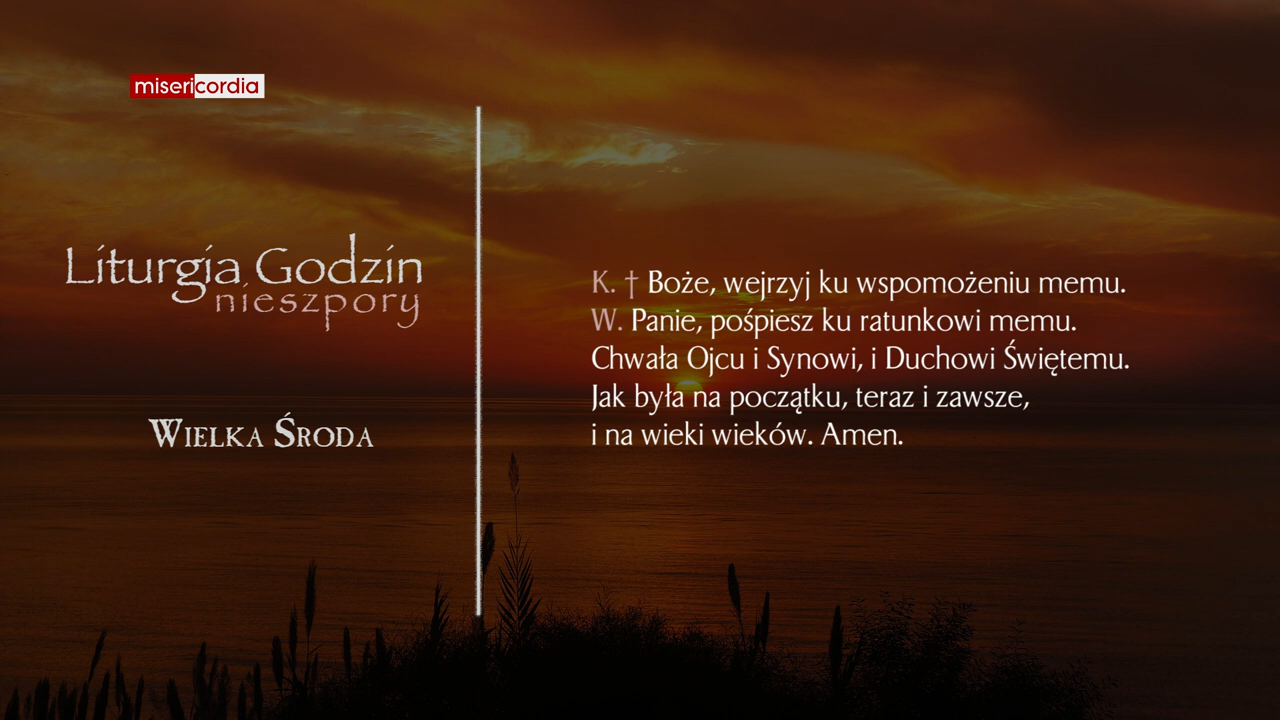 misericordia
Liturgia Godzin
nieszpory
Wielka Środa
K. † Boże, wejrzyj ku wspomożeniu memu.
W. Panie, pośpiesz ku ratunkowi memu.
Chwała Ojcu i Synowi, i Duchowi Świętemu.
Jak była na początku, teraz i zawsze,
i na wieki wieków. Amen.